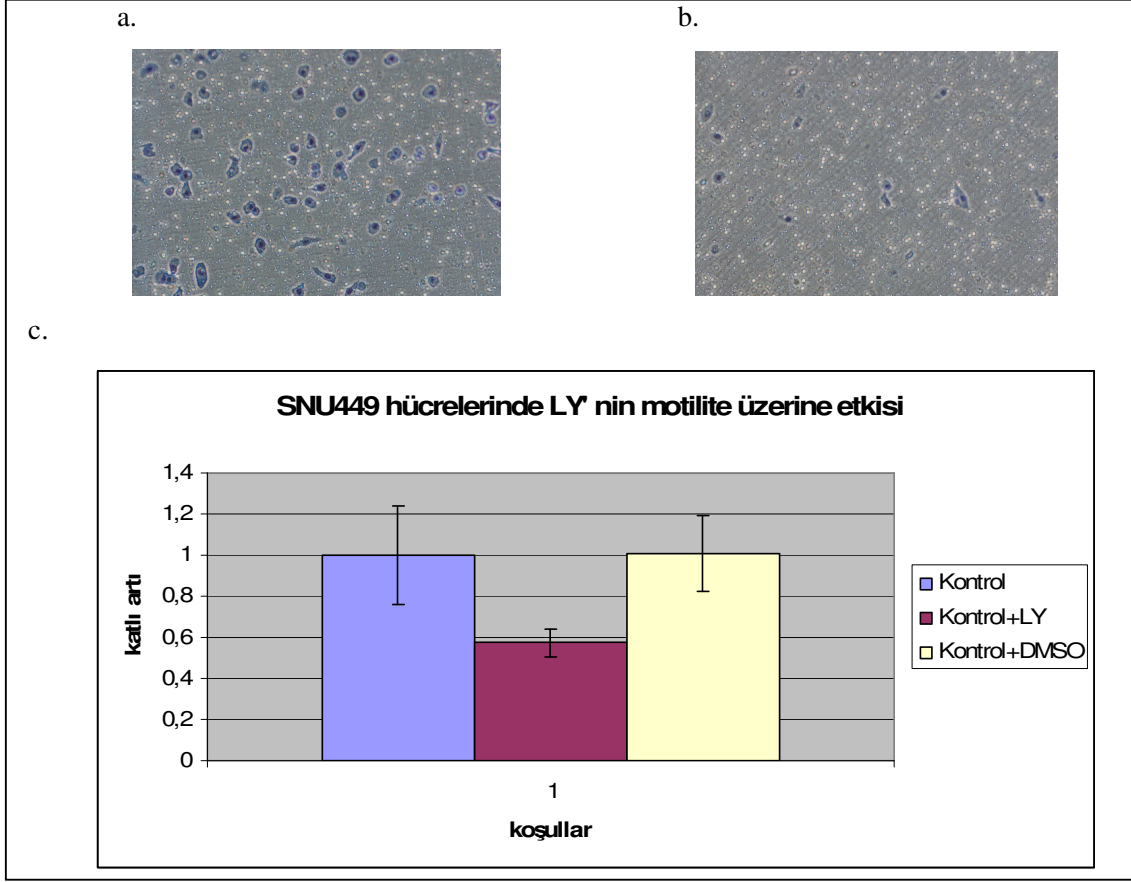 a.
b.
c.
SNU449 hücrelerinde LY' nin motilite üzerine etkisi
katlı artı
1,4
1,2
1
0,8
0,6
0,4
0,2
0
1
koşullar
Kontrol
Kontrol+LY
Kontrol+DMSO